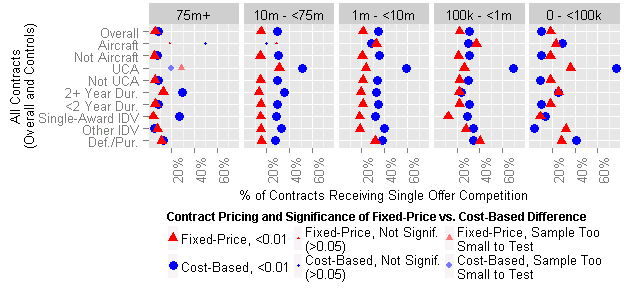 75m+ 10m - <75m 1m - <10m 100k - <1m 0 - <100k
All Contracts
(Overall and Controls)
Overall
Aircraft
Not Aircraft
UCA
Not UCA
2+ Year Dur.
<2 Year Dur.
Single-Award IDV
Other IDV
Def./Pur.
20% 40% 60% 20% 40% 60% 20% 40% 60% 20% 40% 60% 20% 40% 60%
% of Contracts Receiving Single Offer Competition
Contract Pricing and Significance of Fixed-Price vs. Cost-Based Difference
Fixed-Price, <0.01
Cost-Based, <0.01
Fixed-Price, Not Signif.
(>0.05)
Cost-Based, Not Signif.
(>0.05)
Fixed-Price, Sample Too
Small to Test
Cost-Based, Sample Too
Small to Test